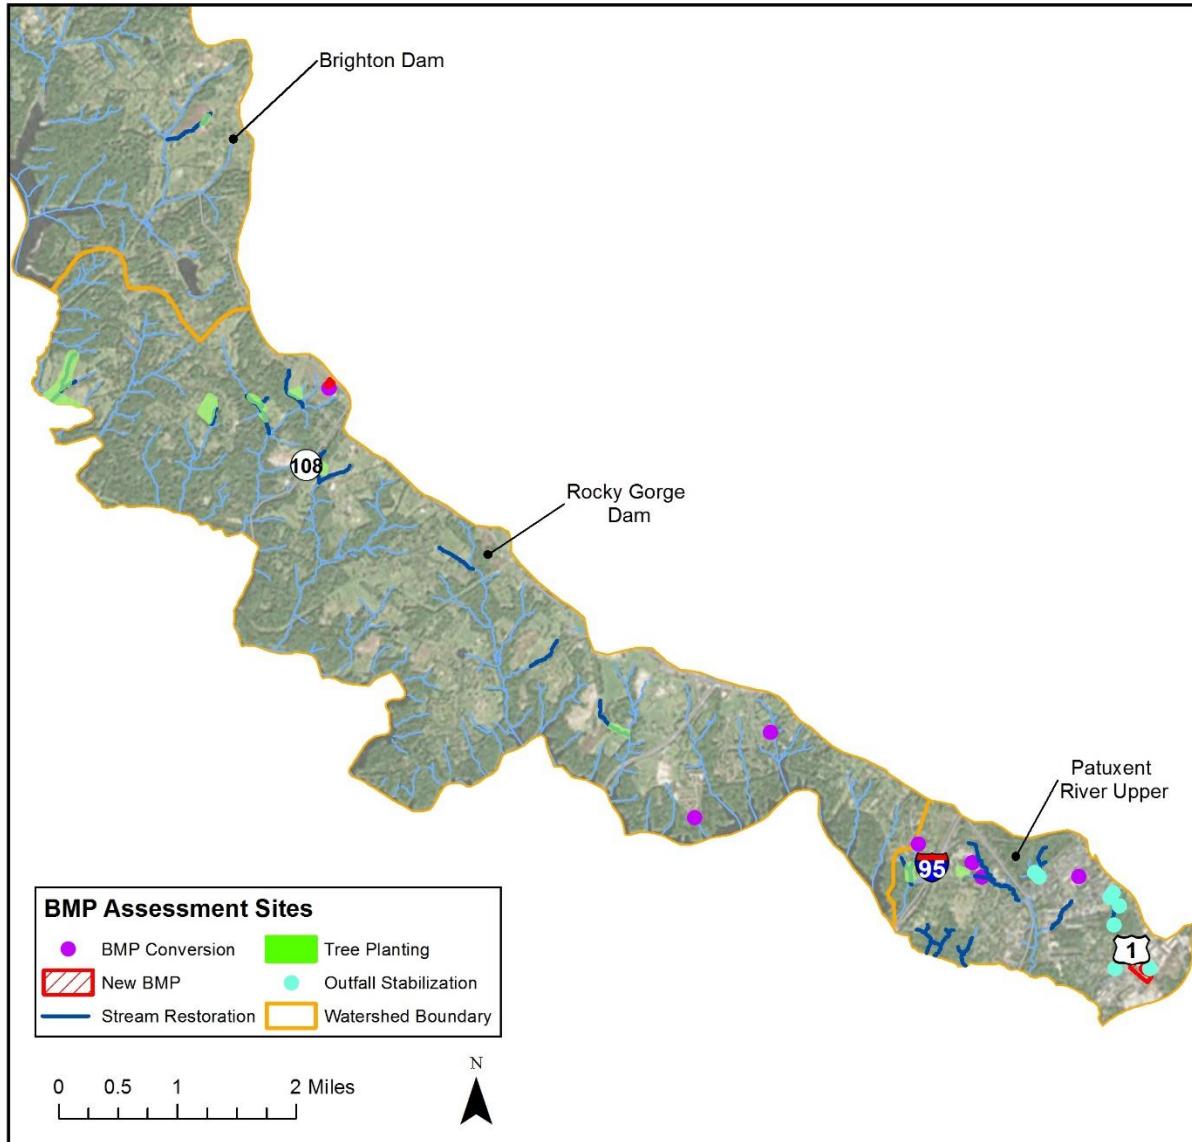 Brighton Dam
108
Rocky Gorge
Dam
Patuxent
River Upper
95
1
BMP Assessment Sites
BMP Conversion
Tree Planting
New BMP
Outfall Stabilization
Stream Restoration
Watershed Boundary
N
0 0.5 1 2 Miles